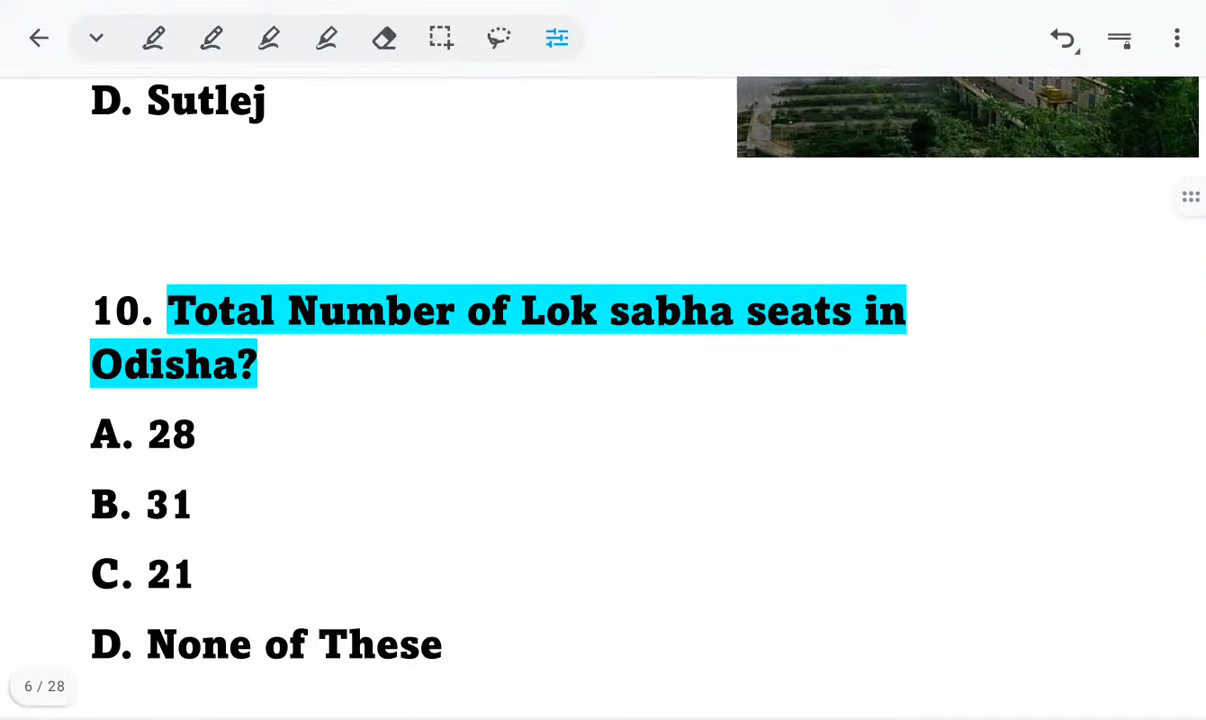 D. Sutlej
10. Total Number of Lok sabha seats in
Odisha?
A. 28
B. 31
C. 21
D. None of These
6 / 28